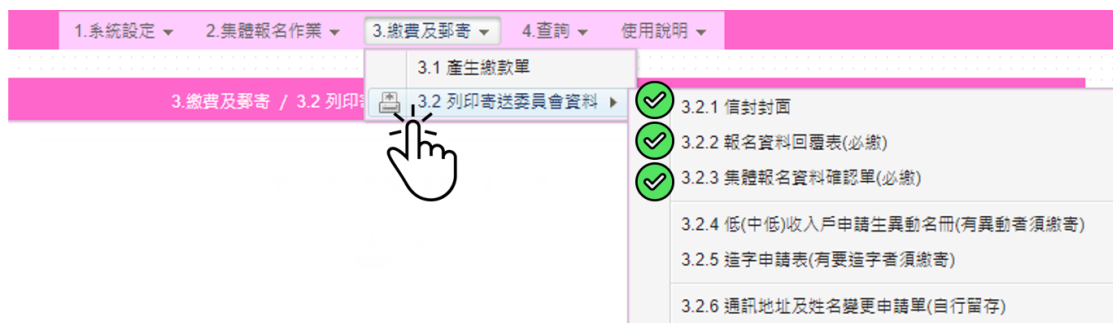 1.系統設定 2.集體報名作業 3.繳費及郵寄 4.查詢 使用說明
3.1 產生繳款單
3.繳費及郵寄 / 3.2 列印
3.2 列印寄送委員會資料
3.2.1 信封封面
3.2.2 報名資料回覆表(必繳)
3.2.3 集體報名資料確認單(必繳)
3.2.4 低(中低)收入戶申請生異動名冊(有異動者須繳寄)
3.2.5 造字申請表(有要造字者須繳寄)
3.2.6 通訊地址及姓名變更申請單(自行留存)